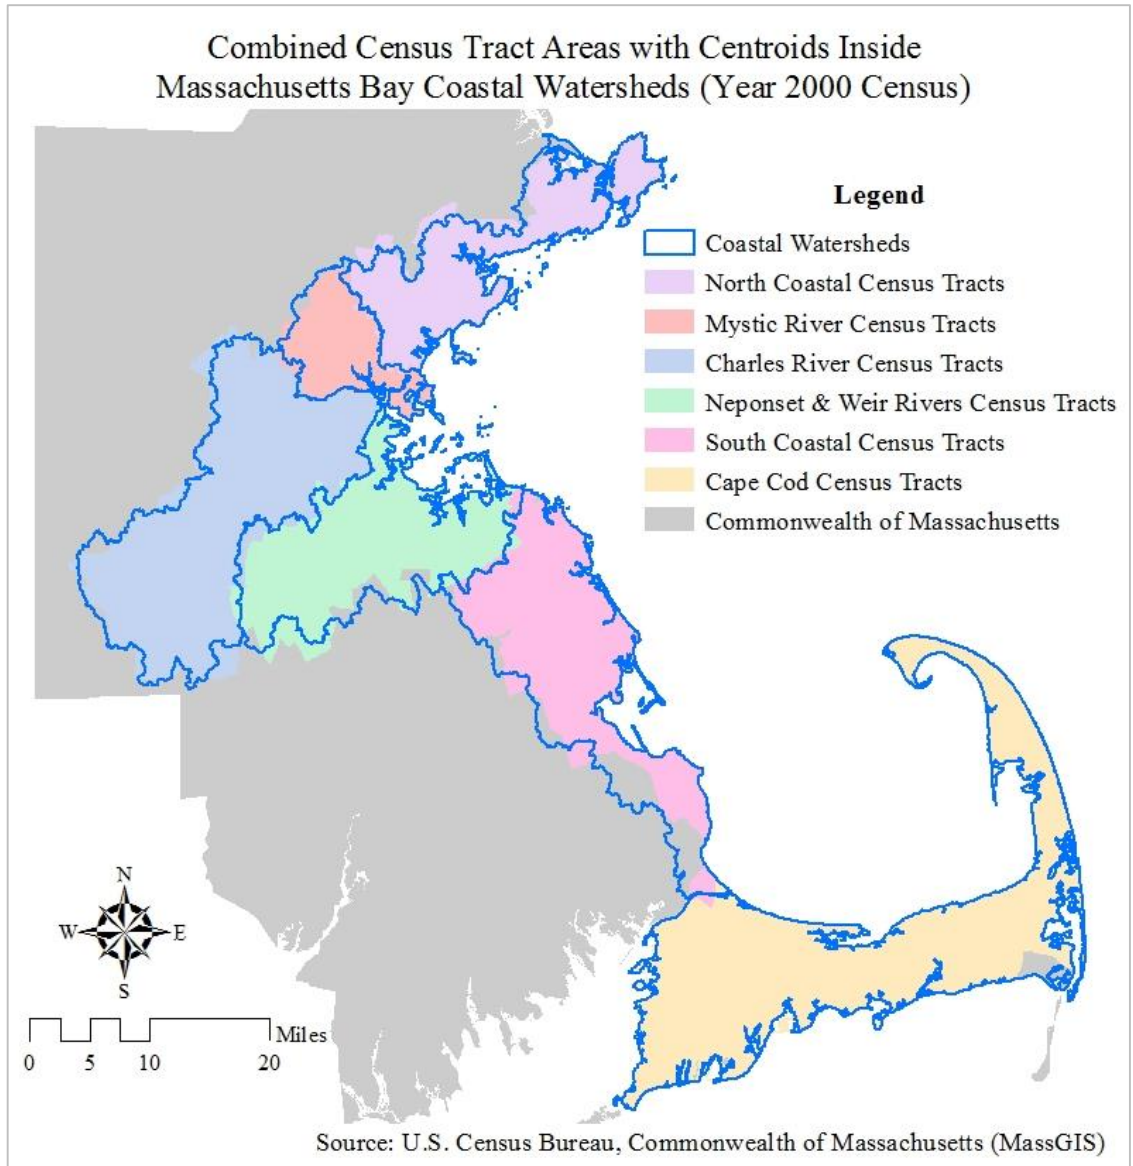 Combined Census Tract Areas with Centroids Inside
Massachusetts Bay Coastal Watersheds (Year 2000 Census)
Legend
Coastal Watersheds
North Coastal Census Tracts
Mystic River Census Tracts
Charles River Census Tracts
Neponset & Weir Rivers Census Tracts
South Coastal Census Tracts
Cape Cod Census Tracts
Commonwealth of Massachusetts
N
W E
S
Miles
0 5 10 20
Source: U.S. Census Bureau, Commonwealth of Massachusetts (MassGIS)